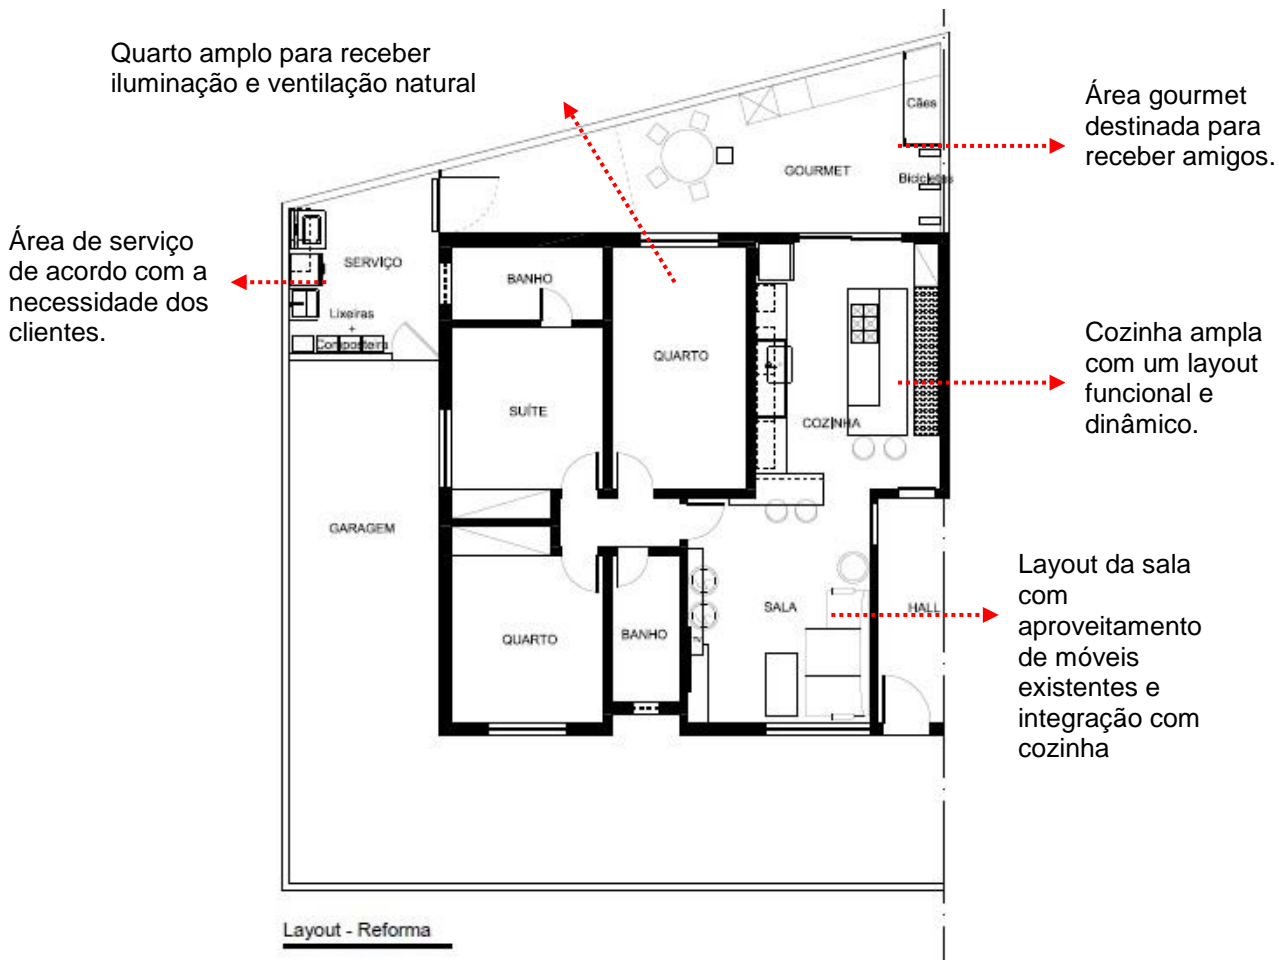 Quarto amplo para receber
iluminação e ventilação natural
Área gourmet
destinada para
receber amigos.
Cães
GOURMET
Bicicletas
Área de serviço
de acordo com a
necessidade dos
clientes.
SERVIÇO
Lixeiras
+
Composteira
BANHO
QUARTO
SUÍTE
COZINHA
Cozinha ampla
com um layout
funcional e
dinâmico.
GARAGEM
QUARTO
BANHO
SALA
HALL
Layout da sala
com
aproveitamento
de móveis
existentes e
integração com
cozinha
Layout - Reforma